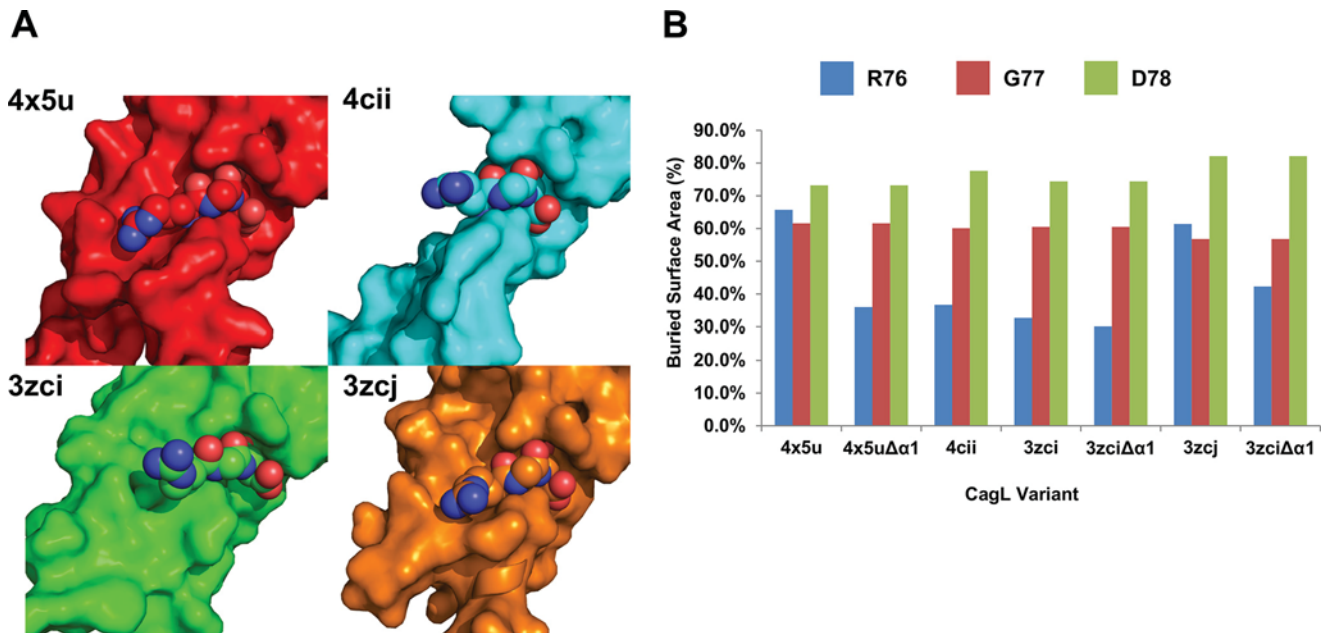 A
4x5u
4cii
3zci
3zcj
B
R76 G77 D78
Buried Surface Area (%)
90.0%
80.0%
70.0%
60.0%
50.0%
40.0%
30.0%
20.0%
10.0%
0.0%
4x5u 4x5uΔα1 4cii 3zci 3zciΔα1 3zcj 3zciΔα1
CagL Variant